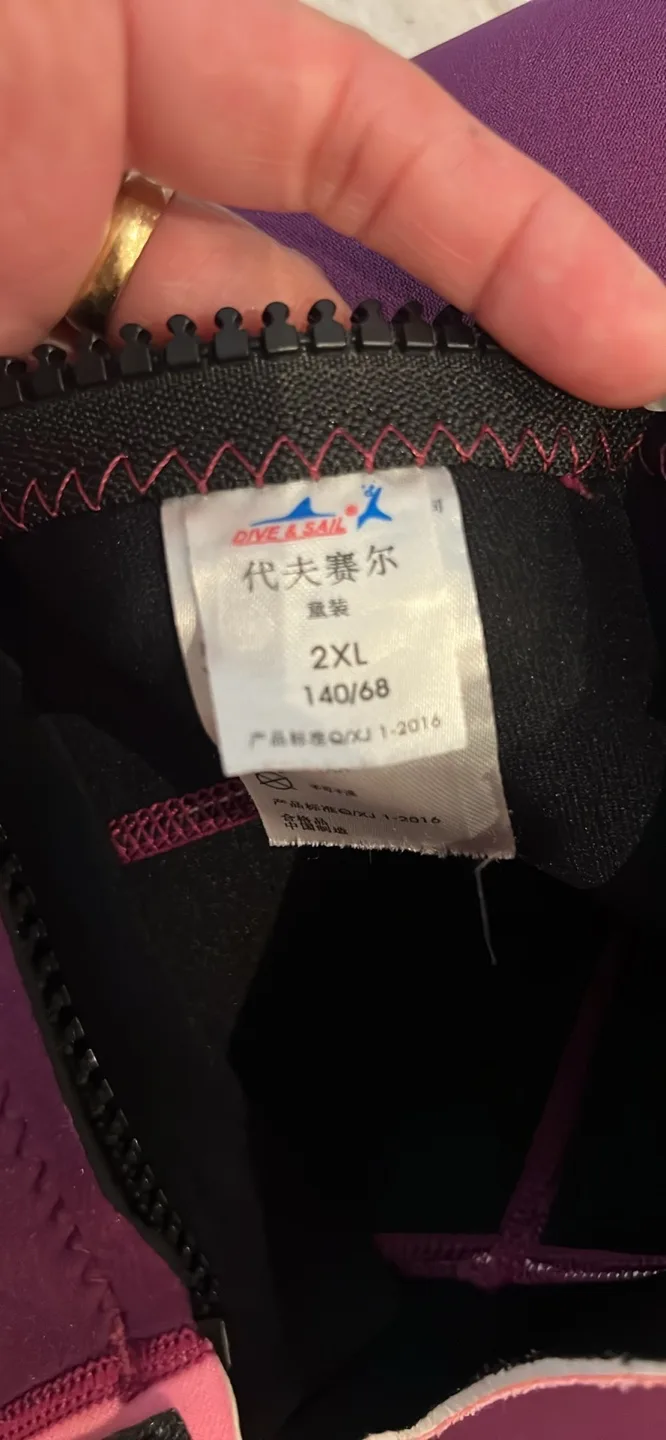 DIVE & SAIL®
代夫赛尔
童装
2XL
140/68
产品标准Q/XJ 1-2016
产品标准Q/XJ 1-2016
合格品
中国制造